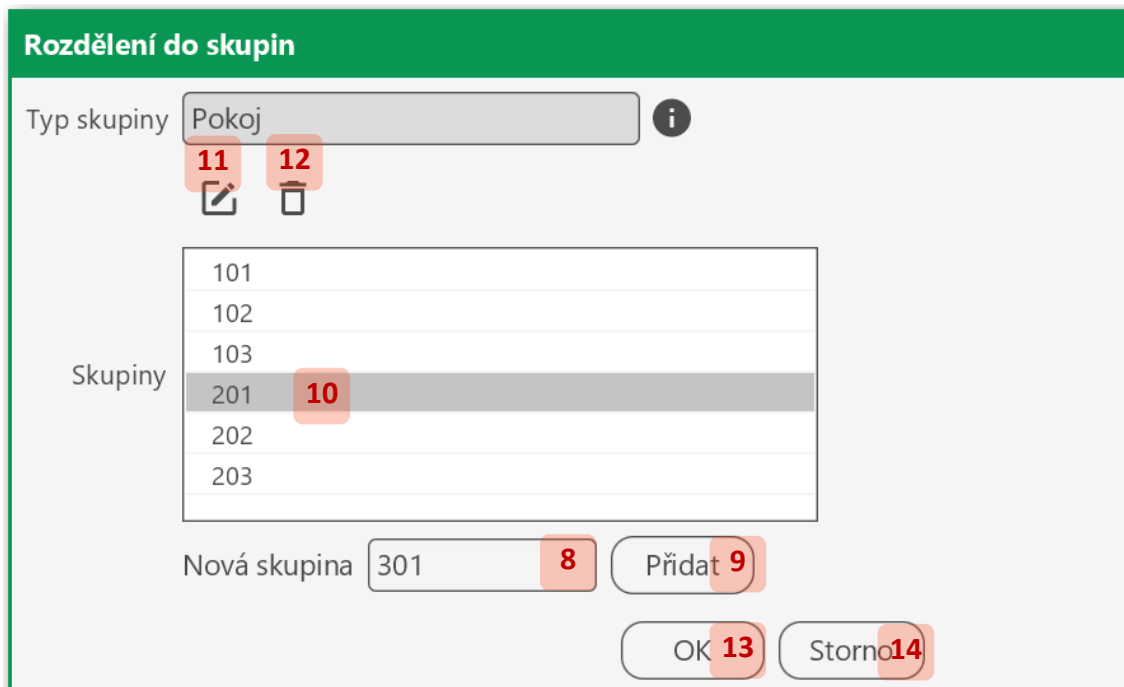 Rozdělení do skupin
Typ skupiny Pokoj i
11 12
101
102
103
Skupiny
201 10
202
203
Nová skupina 301 8 Přidat 9
OK 13 Storno 14